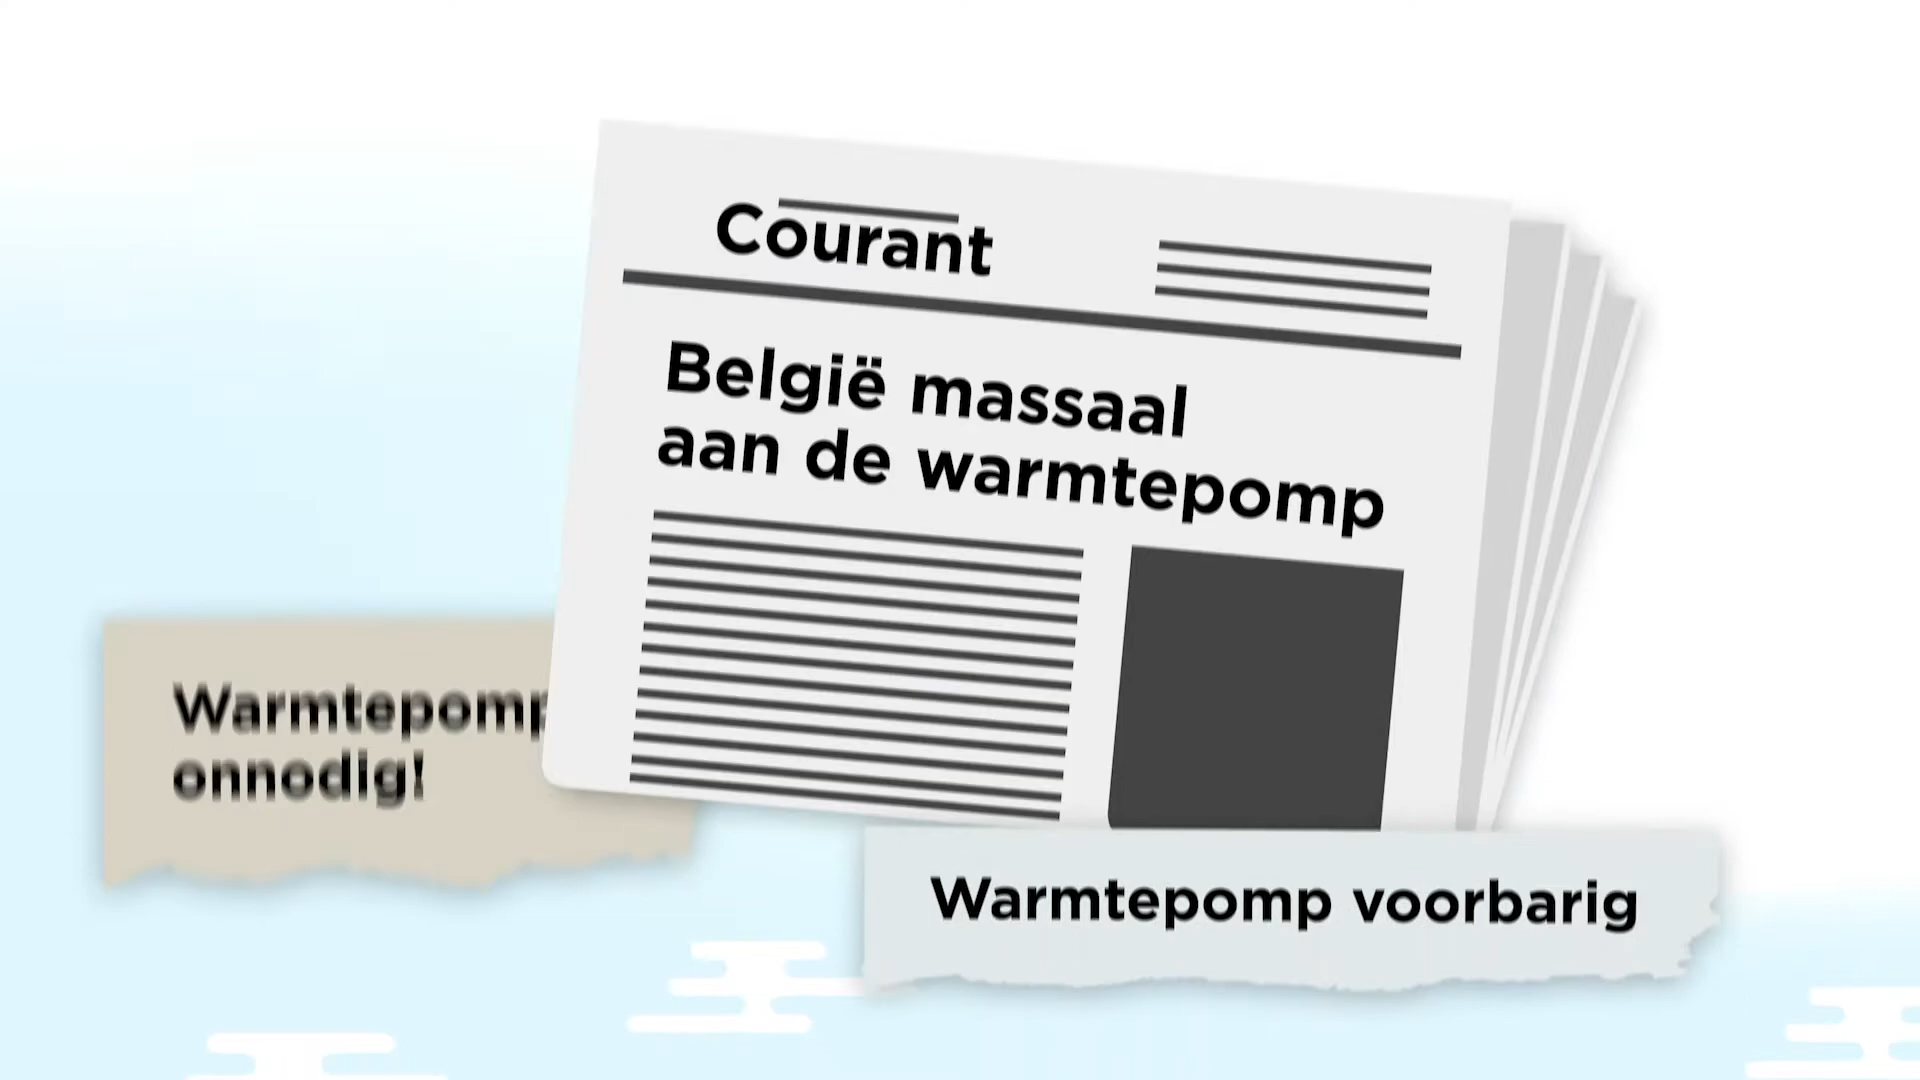 Courant
België massaal
aan de warmtepomp
Warmtepomp
onnodig!
Warmtepomp voorbarig